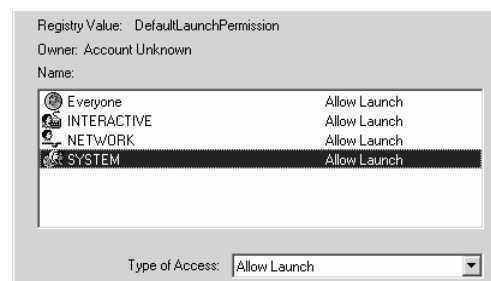 Registry Value: DefaultLaunchPermission
Owner: Account Unknown
Name:
Everyone Allow Launch
INTERACTIVE Allow Launch
NETWORK Allow Launch
SYSTEM Allow Launch
Type of Access: Allow Launch